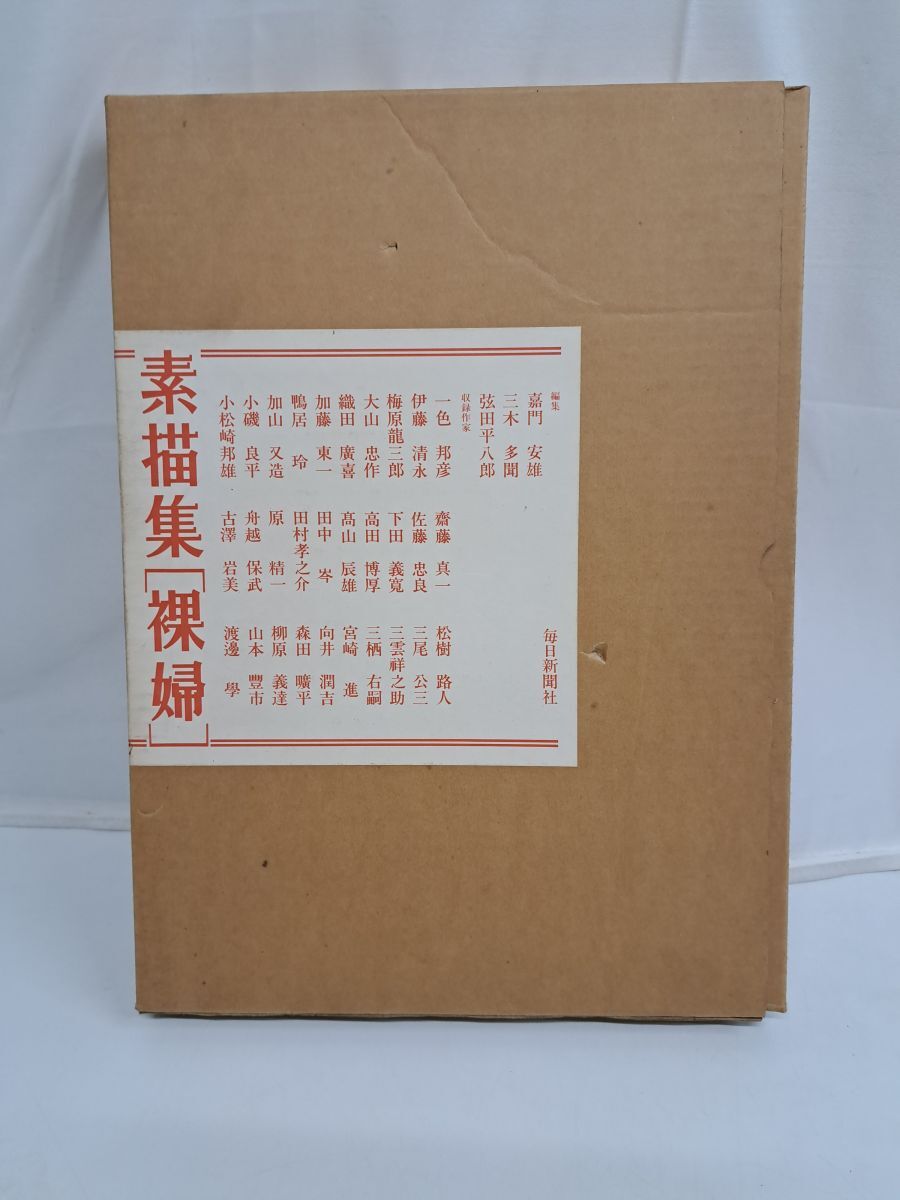 素描集［裸婦］
編集
嘉門 安雄
三木 多聞
弦田平八郎
収録作家
一色 邦彦
伊藤 清永
梅原龍三郎
大山 忠作
織田 廣喜
加藤 東一
鴨居 玲
加山 又造
小磯 良平
小松崎邦雄
齋藤 真一
佐藤 忠良
下田 義寛
高田 博厚
髙山 辰雄
田中 岑
田村孝之介
原 精一
舟越 保武
古澤 岩美
松樹 路人
三尾 公三
三雲祥之助
三栖 右嗣
宮崎 進
向井 潤吉
森田 曠平
柳原 義達
山本 豐市
渡邊 學
毎日新聞社